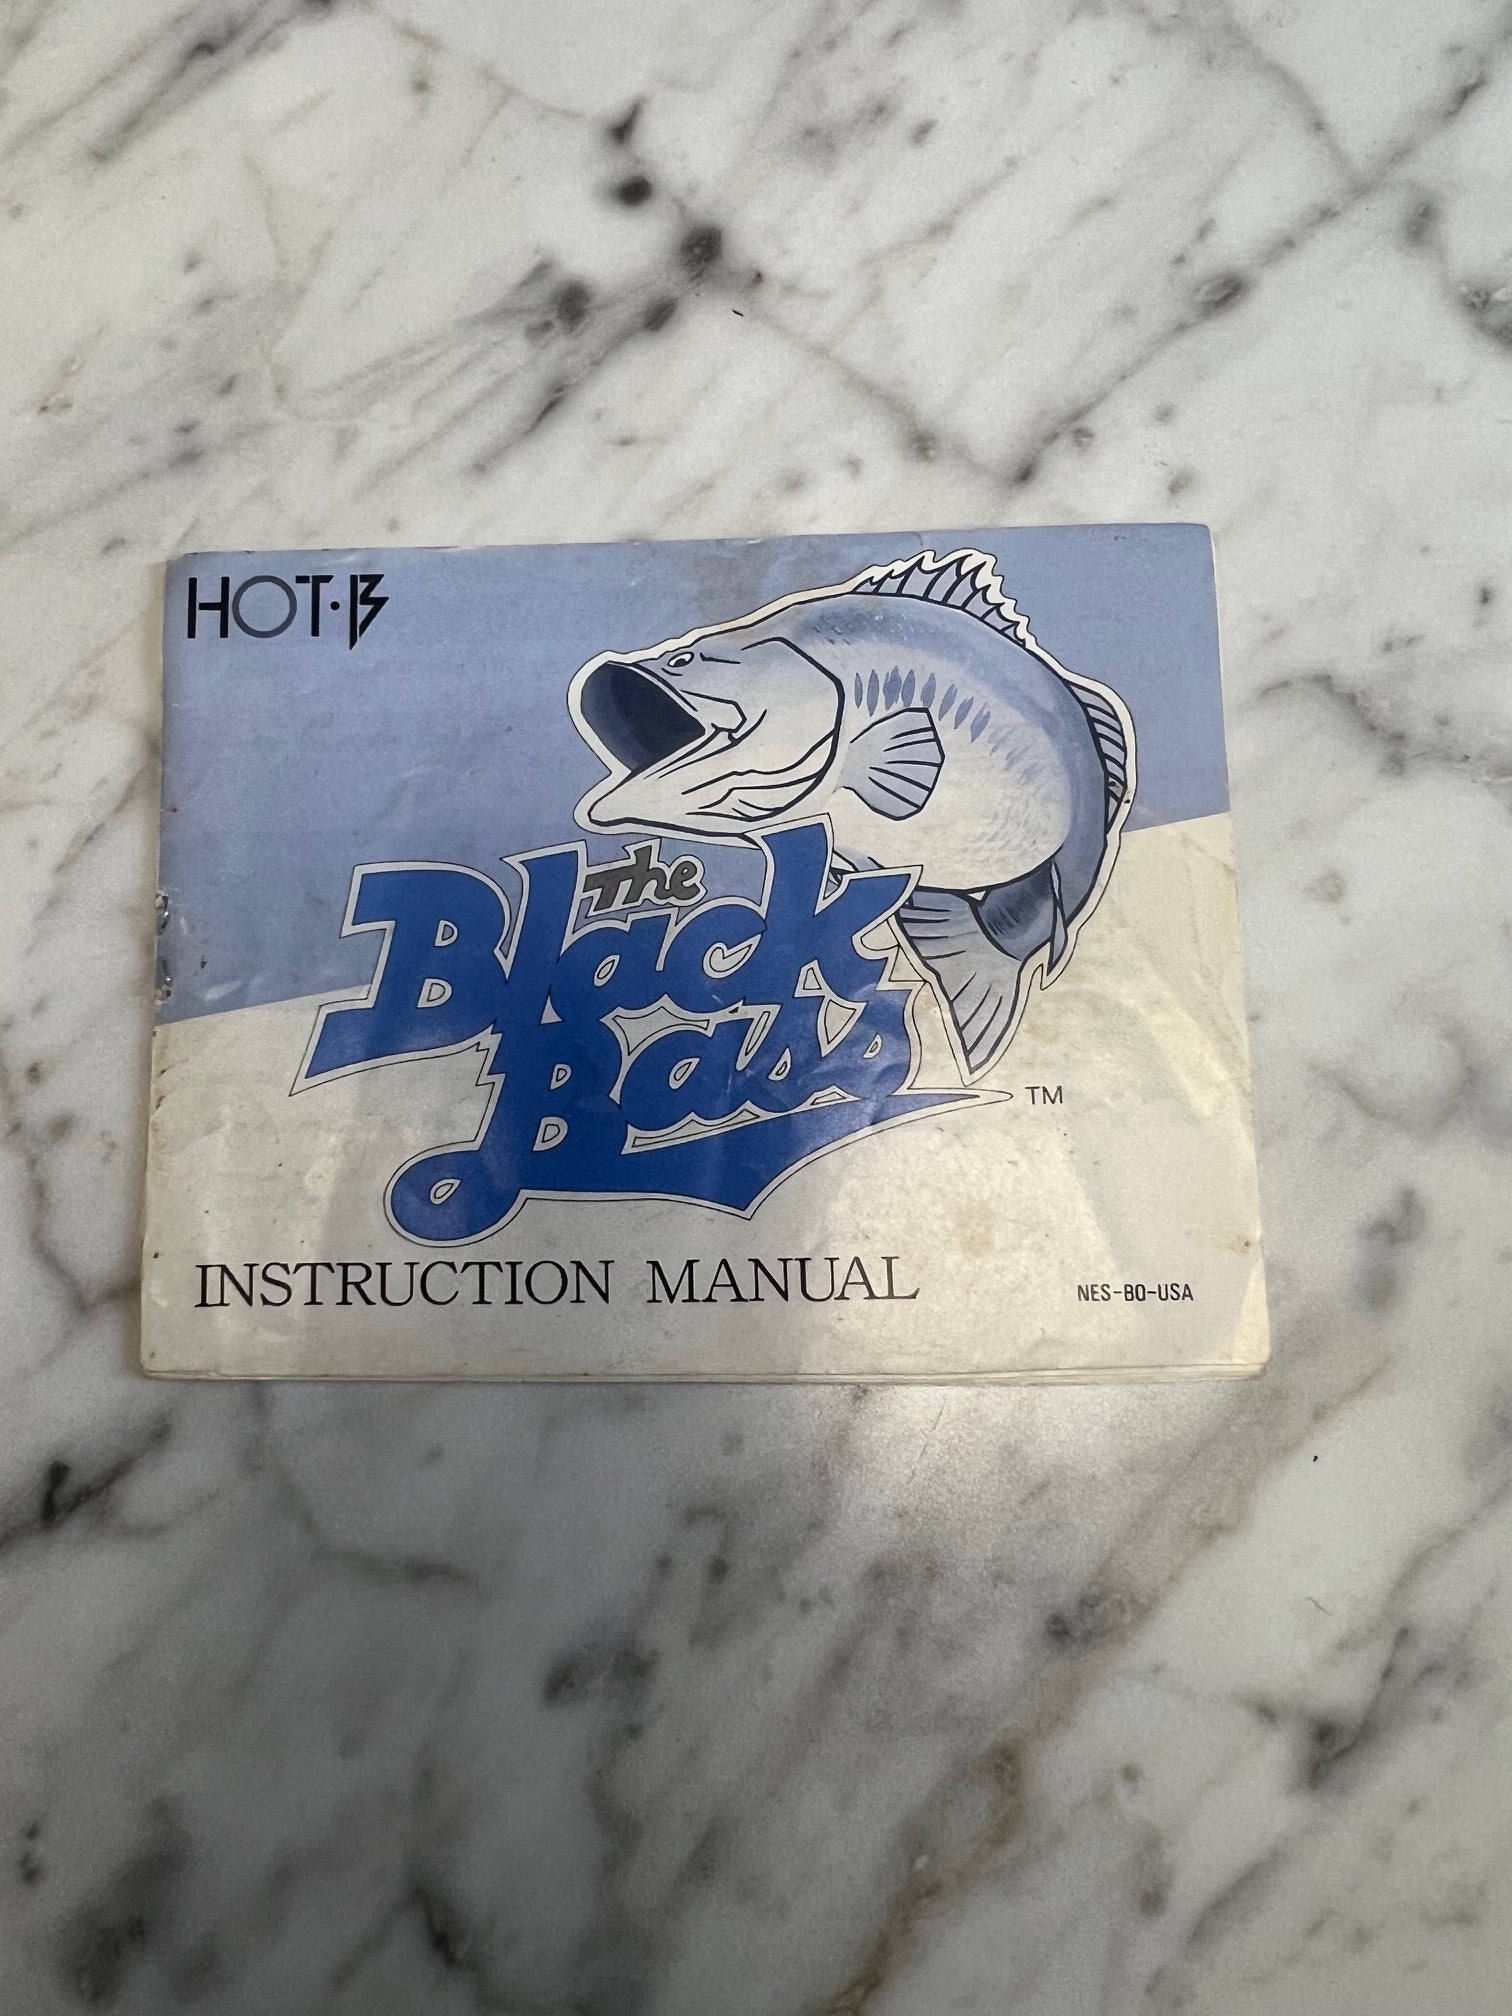 HOT·B
The
Black
Bass
TM
INSTRUCTION MANUAL
NES-BO-USA